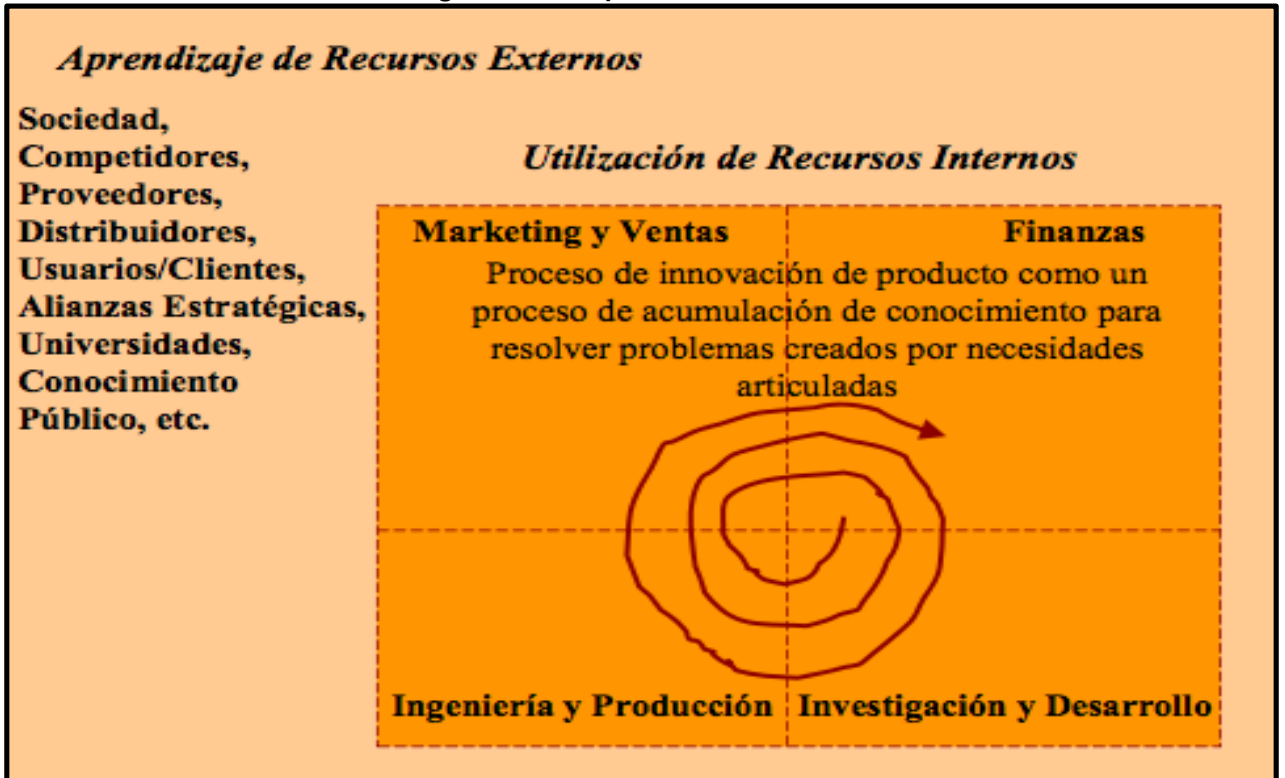 Aprendizaje de Recursos Externos
Sociedad,
Competidores,
Proveedores,
Distribuidores,
Usuarios/Clientes,
Alianzas Estratégicas,
Universidades,
Conocimiento
Público, etc.
Utilización de Recursos Internos
Marketing y Ventas
Finanzas
Proceso de innovación de producto como un
proceso de acumulación de conocimiento para
resolver problemas creados por necesidades
articuladas
Ingeniería y Producción
Investigación y Desarrollo